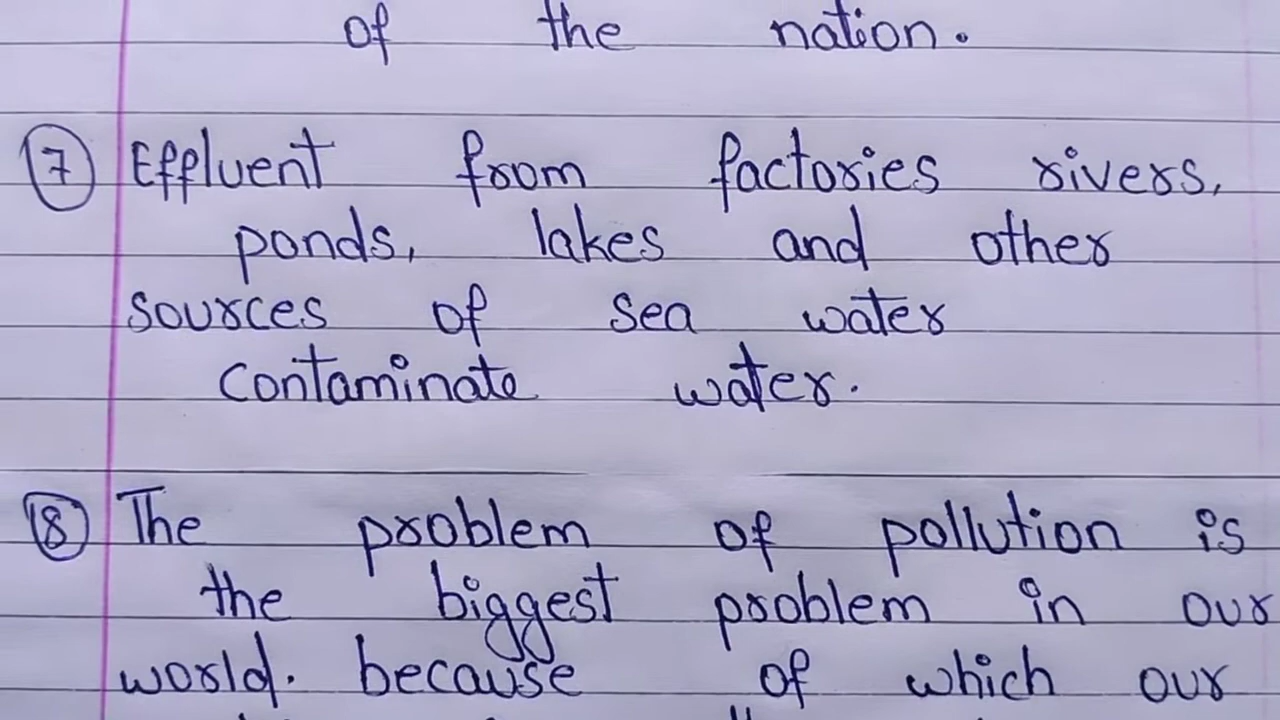 of the nation.
(7) Effluent from factories rivers,
ponds, lakes and other
sources of sea water
contaminate water.
(8) The problem of pollution is
the biggest problem in our
world. because of which our